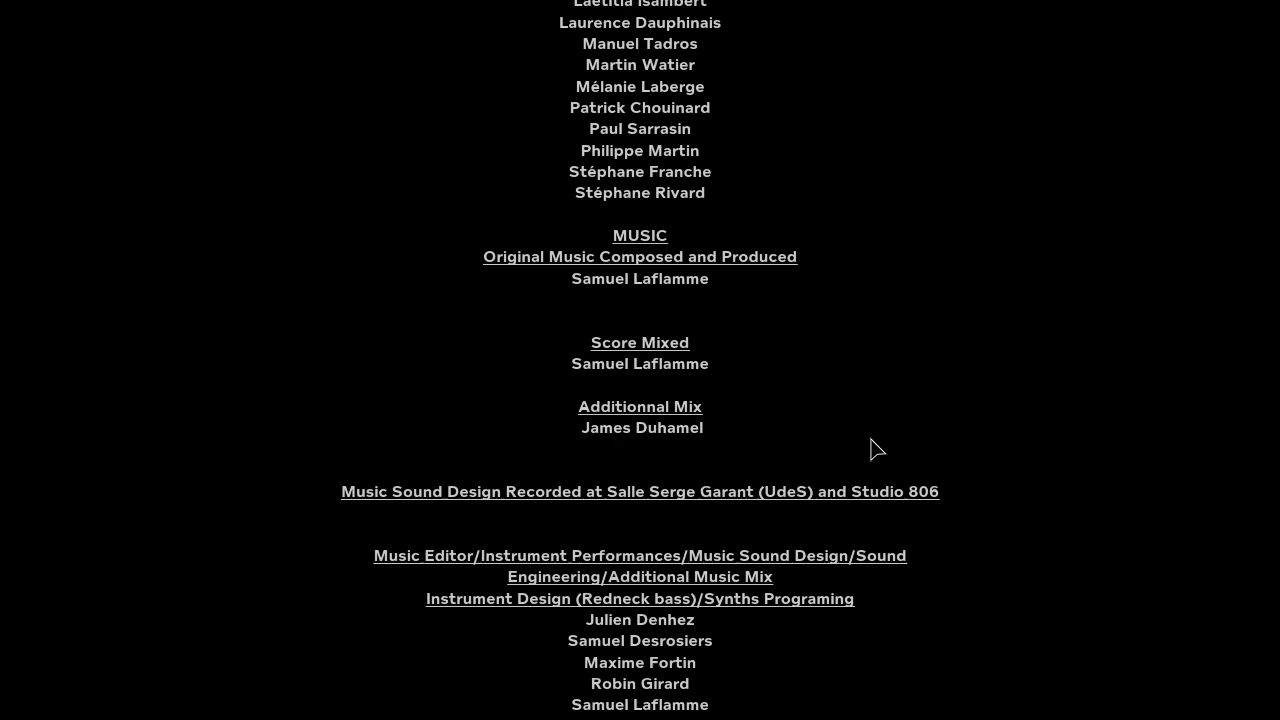 Laetitia Isambert
Laurence Dauphinais
Manuel Tadros
Martin Watier
Mélanie Laberge
Patrick Chouinard
Paul Sarrasin
Philippe Martin
Stéphane Franche
Stéphane Rivard
MUSIC
Original Music Composed and Produced
Samuel Laflamme
Score Mixed
Samuel Laflamme
Additionnal Mix
James Duhamel
Music Sound Design Recorded at Salle Serge Garant (UdeS) and Studio 806
Music Editor/Instrument Performances/Music Sound Design/Sound
Engineering/Additional Music Mix
Instrument Design (Redneck bass)/Synths Programing
Julien Denhez
Samuel Desrosiers
Maxime Fortin
Robin Girard
Samuel Laflamme